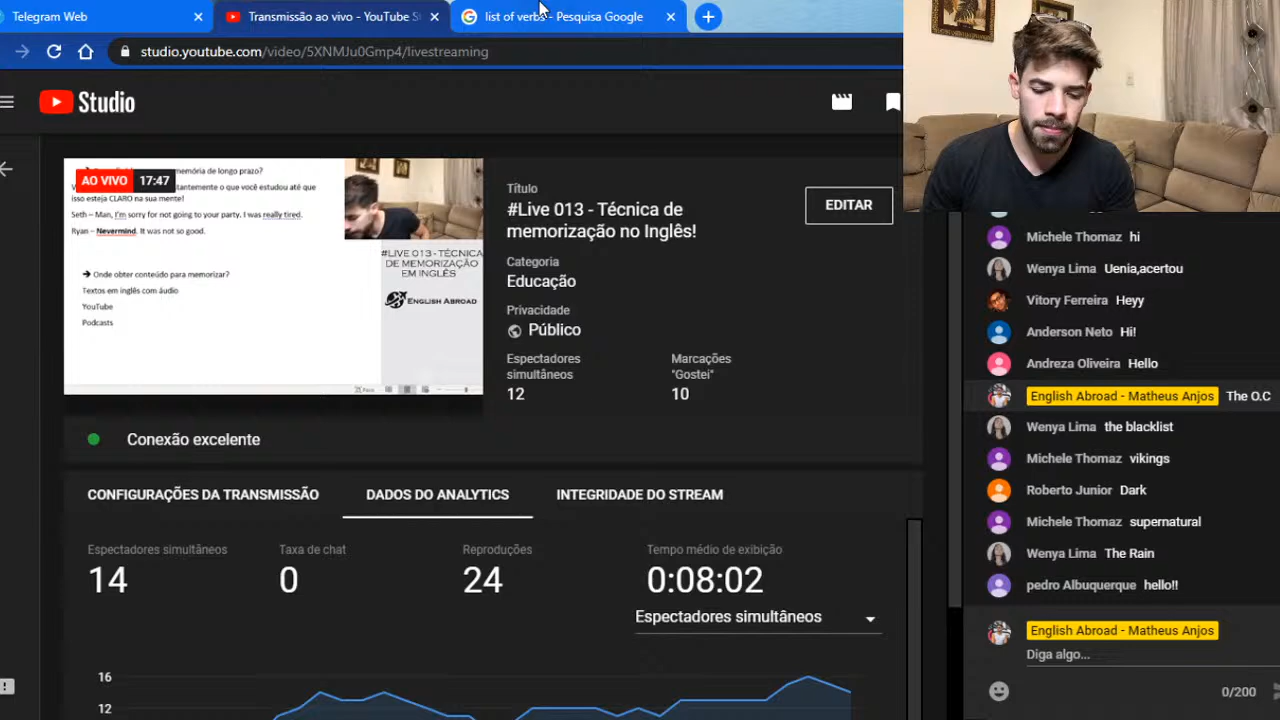 Telegram Web
Transmissão ao vivo - YouTube S
list of verbs - Pesquisa Google
studio.youtube.com/video/5XNMJu0Gmp4/livestreaming
Studio
AO VIVO 17:47
memória de longo prazo?
tantemente o que você estudou até que
isso esteja CLARO na sua mente!
Seth – Man, I'm sorry for not going to your party. I was really tired.
Ryan – Nevermind. It was not so good.
➔ Onde obter conteúdo para memorizar?
Textos em inglês com áudio
YouTube
Podcasts
#LIVE 013 - TÉCNICA
DE MEMORIZAÇÃO
EM INGLÊS
ENGLISH ABROAD
Título
#Live 013 - Técnica de
memorização no Inglês!
EDITAR
Categoria
Educação
Privacidade
Público
Espectadores
simultâneos
12
Marcações
"Gostei"
10
Conexão excelente
CONFIGURAÇÕES DA TRANSMISSÃO
DADOS DO ANALYTICS
INTEGRIDADE DO STREAM
Espectadores simultâneos
14
Taxa de chat
0
Reproduções
24
Tempo médio de exibição
0:08:02
Espectadores simultâneos
16
12
Michele Thomaz hi
Wenya Lima Uenia,acertou
Vitory Ferreira Heyy
Anderson Neto Hi!
Andreza Oliveira Hello
English Abroad - Matheus Anjos The O.C
Wenya Lima the blacklist
Michele Thomaz vikings
Roberto Junior Dark
Michele Thomaz supernatural
Wenya Lima The Rain
pedro Albuquerque hello!!
English Abroad - Matheus Anjos
Diga algo...
0/200